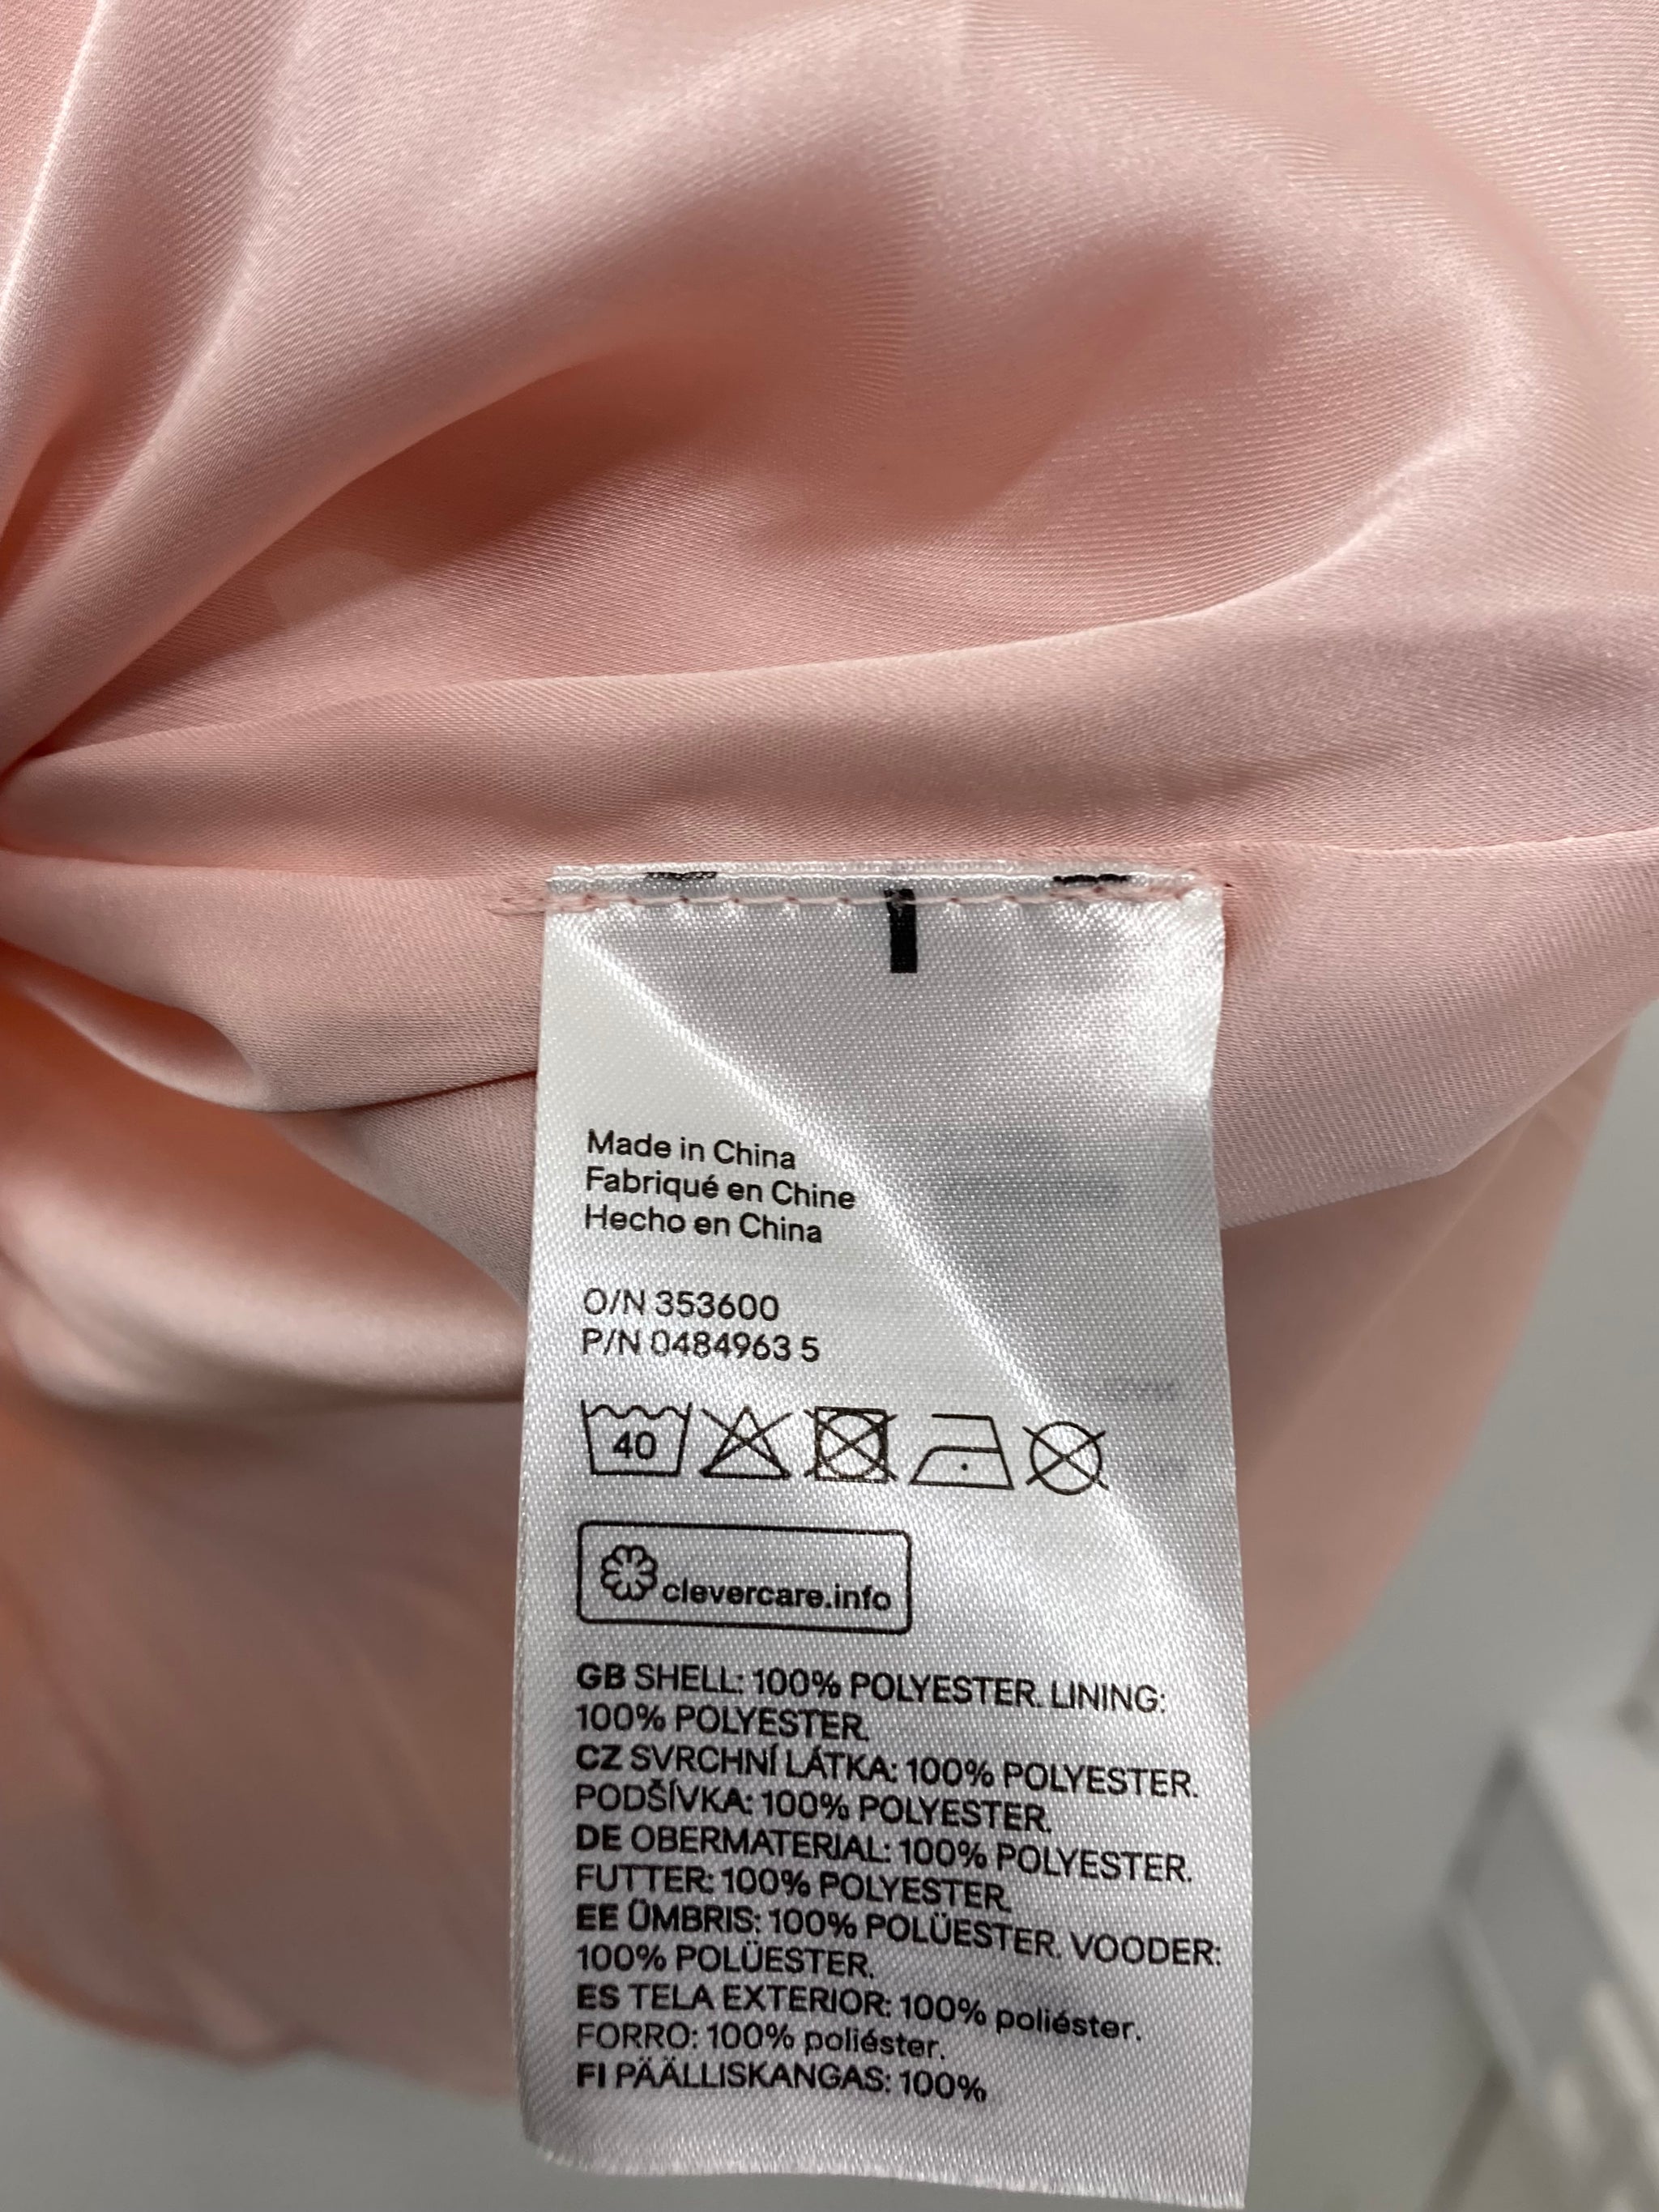 Made in China
Fabriqué en Chine
Hecho en China
O/N 353600
P/N 0484963 5
40
clevercare.info
GB SHELL: 100% POLYESTER. LINING:
100% POLYESTER.
CZ SVRCHNÍ LÁTKA: 100% POLYESTER.
PODŠÍVKA: 100% POLYESTER.
DE OBERMATERIAL: 100% POLYESTER.
FUTTER: 100% POLYESTER.
EE ÜMBRIS: 100% POLÜESTER. VOODER:
100% POLÜESTER.
ES TELA EXTERIOR: 100% poliéster.
FORRO: 100% poliéster.
FI PÄÄLLISKANGAS: 100%